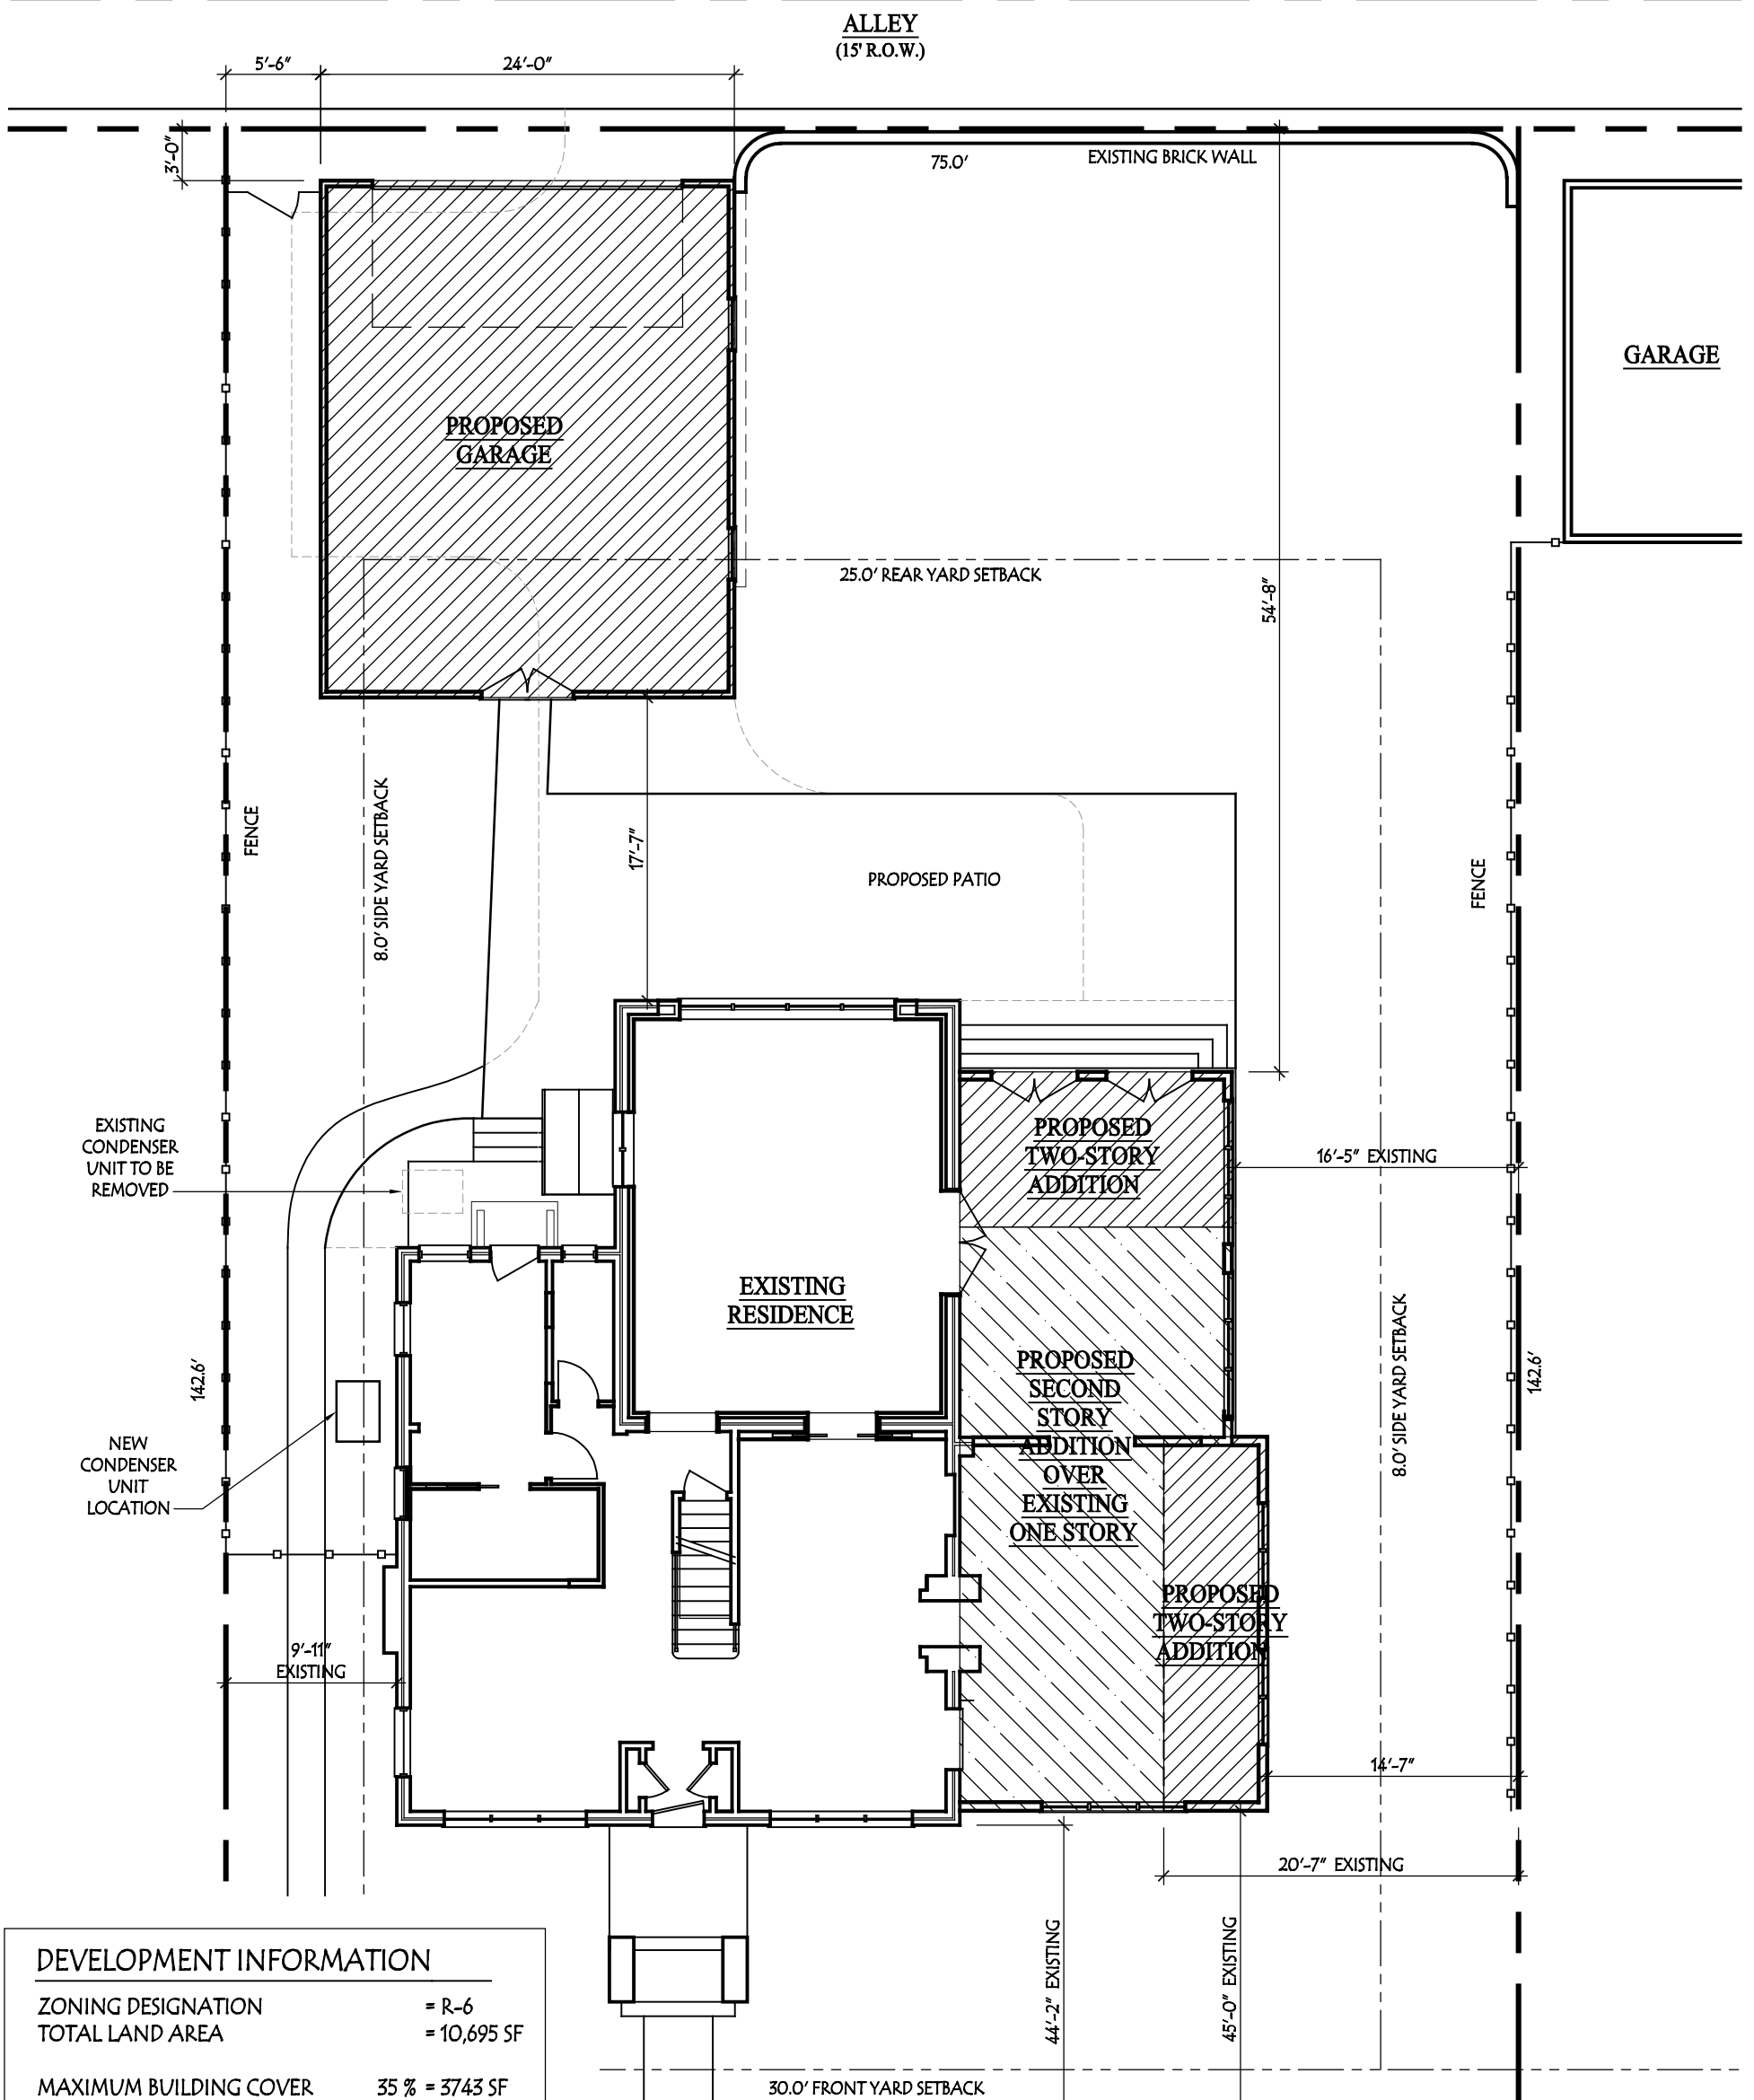 ALLEY
(15' R.O.W.)
5'-6"
24'-0"
3'-0"
75.0'
EXISTING BRICK WALL
GARAGE
PROPOSED
GARAGE
25.0' REAR YARD SETBACK
54'-8"
FENCE
8.0' SIDE YARD SETBACK
17'-7"
PROPOSED PATIO
FENCE
EXISTING
CONDENSER
UNIT TO BE
REMOVED
PROPOSED
TWO-STORY
ADDITION
16'-5" EXISTING
EXISTING
RESIDENCE
142.6'
PROPOSED
SECOND
STORY
ADDITION
OVER
EXISTING
ONE STORY
8.0' SIDE YARD SETBACK
142.6'
NEW
CONDENSER
UNIT
LOCATION
PROPOSED
TWO-STORY
ADDITION
9'-11"
EXISTING
14'-7"
20'-7" EXISTING
44'-2" EXISTING
45'-0" EXISTING
DEVELOPMENT INFORMATION
ZONING DESIGNATION = R-6
TOTAL LAND AREA = 10,695 SF
MAXIMUM BUILDING COVER 35 % = 3743 SF
30.0' FRONT YARD SETBACK